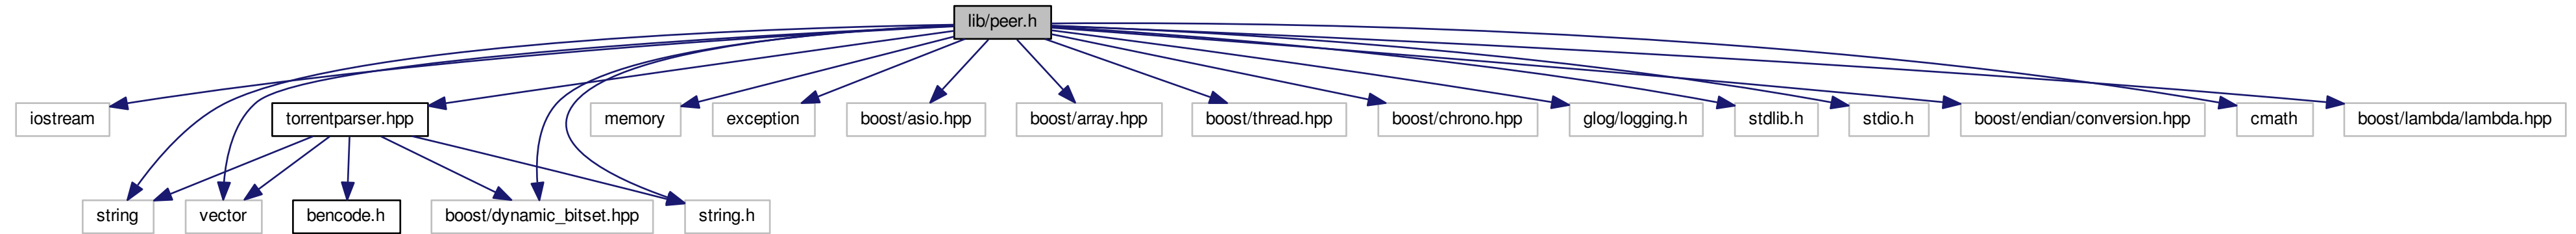 lib/peer.h
iostream
torrentparser.hpp
memory
exception
boost/asio.hpp
boost/array.hpp
boost/thread.hpp
boost/chrono.hpp
glog/logging.h
stdlib.h
stdio.h
boost/endian/conversion.hpp
cmath
boost/lambda/lambda.hpp
string
vector
bencode.h
boost/dynamic_bitset.hpp
string.h